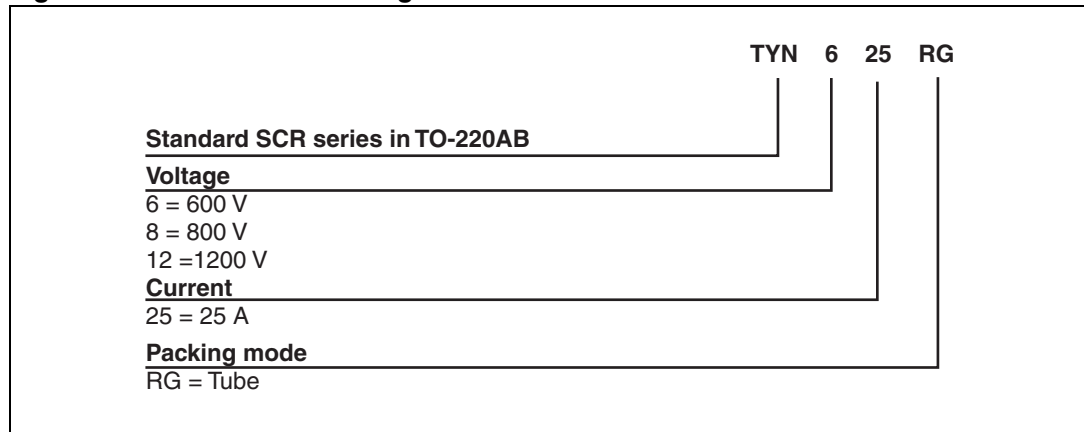 TYN 6 25 RG
Standard SCR series in TO-220AB
Voltage
6 = 600 V
8 = 800 V
12 =1200 V
Current
25 = 25 A
Packing mode
RG = Tube